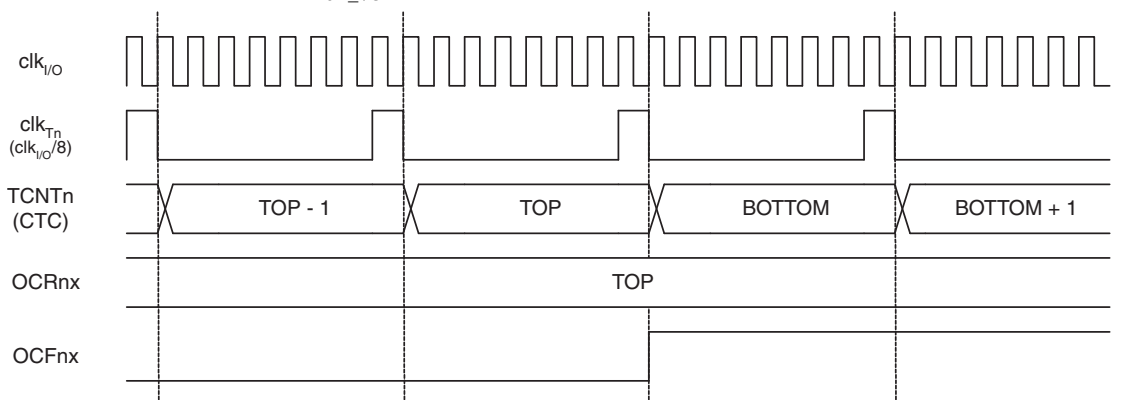 clkI/O
clkTn
(clkI/O/8)
TCNTn
(CTC)
TOP - 1
TOP
BOTTOM
BOTTOM + 1
OCRnx
TOP
OCFnx